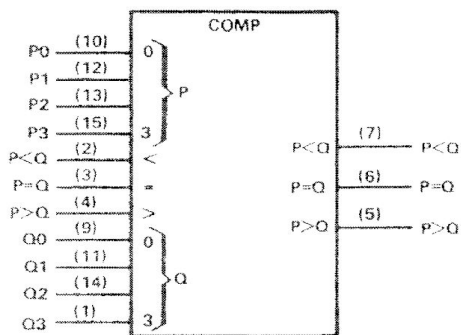 COMP
P0 (10) 0
P1 (12)
P2 (13) P
P3 (15) 3
P<Q (2) <
P<Q (7) P<Q
P=Q (3) =
P=Q (6) P=Q
P>Q (4) >
P>Q (5) P>Q
Q0 (9) 0
Q1 (11)
Q2 (14) Q
Q3 (1) 3